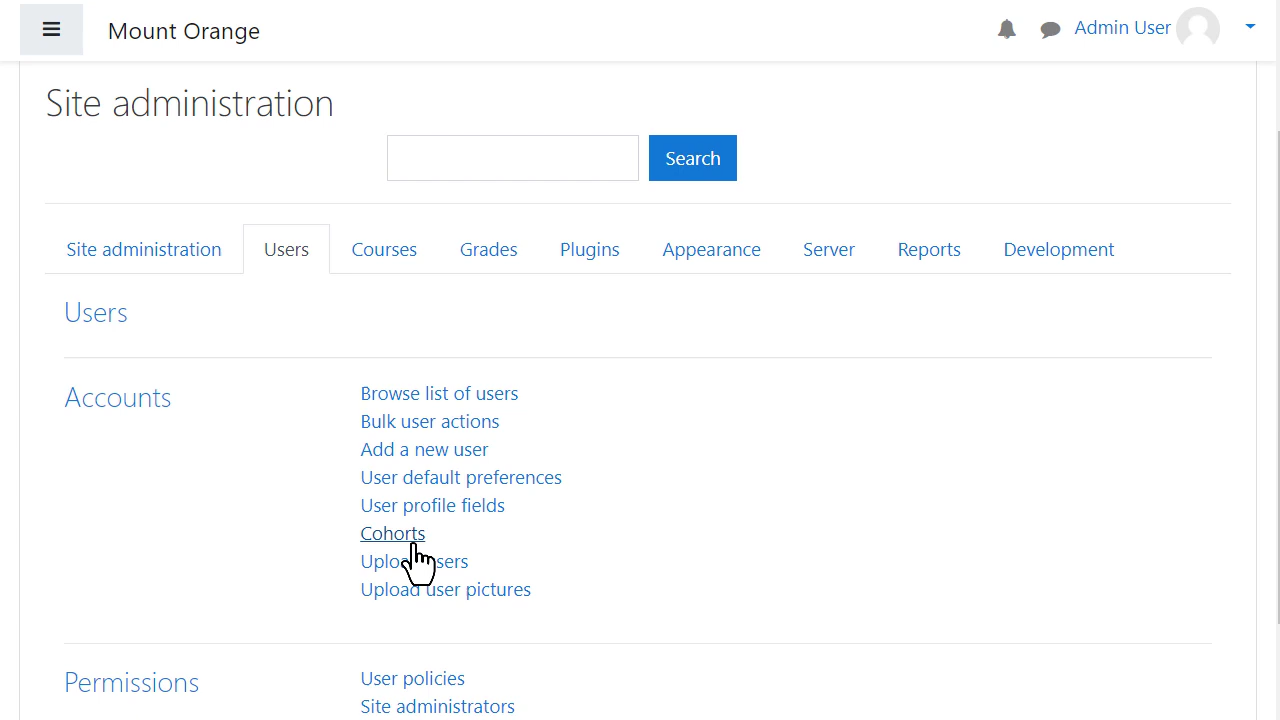 Mount Orange
Admin User
Site administration
Search
Site administration Users Courses Grades Plugins Appearance Server Reports Development
Users
Accounts
Browse list of users
Bulk user actions
Add a new user
User default preferences
User profile fields
Cohorts
Upload users
Upload user pictures
Permissions
User policies
Site administrators